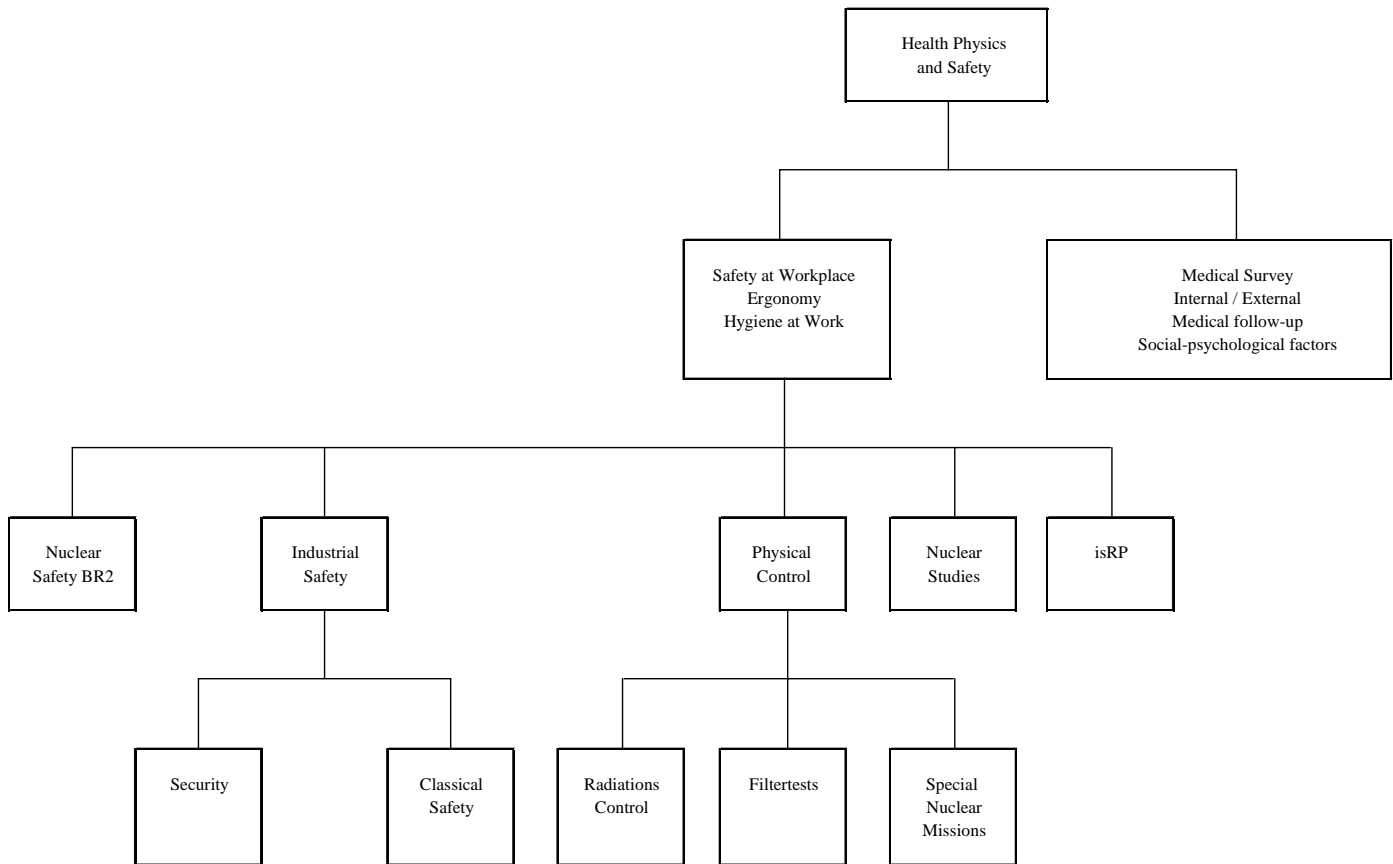 Health Physics
and Safety
Safety at Workplace
Ergonomy
Hygiene at Work
Medical Survey
Internal / External
Medical follow-up
Social-psychological factors
Nuclear
Safety BR2
Industrial
Safety
Physical
Control
Nuclear
Studies
isRP
Security
Classical
Safety
Radiations
Control
Filtertests
Special
Nuclear
Missions